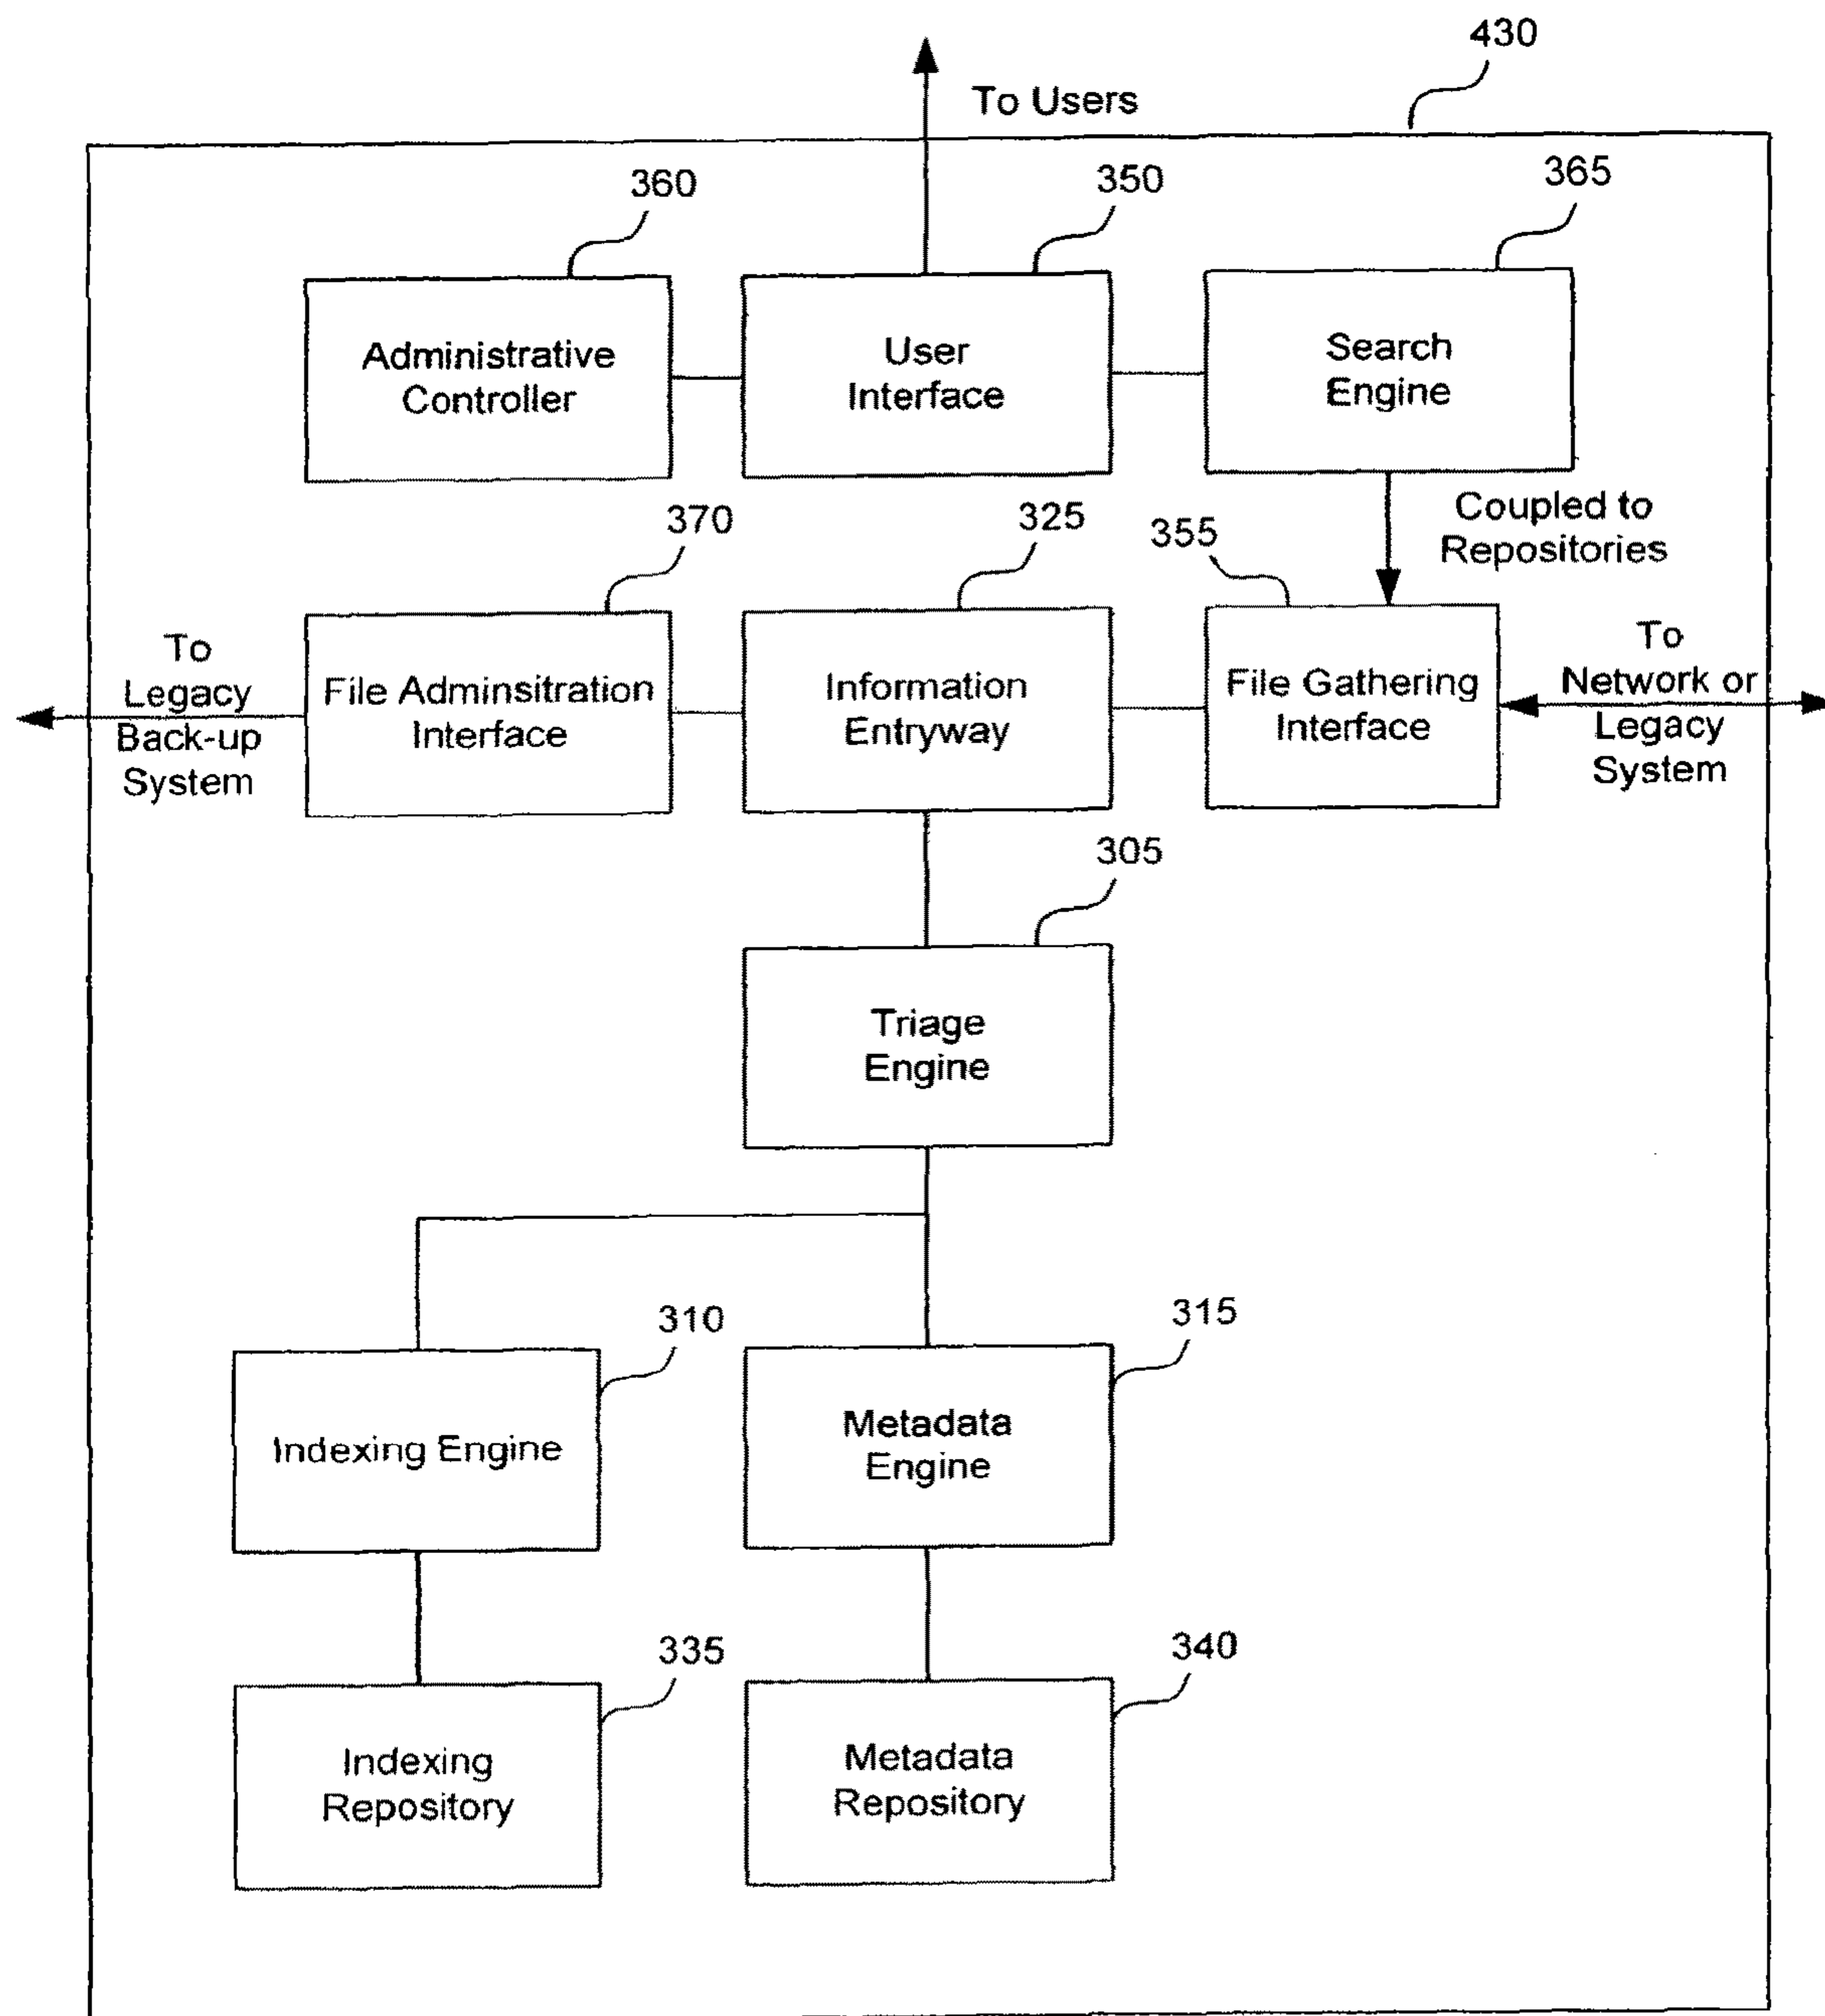 430
To Users
360
350
365
Administrative
Controller
User
Interface
Search
Engine
370
325
355
Coupled to
Repositories
To
Legacy
Back-up
System
File Adminsitration
Interface
Information
Entryway
File Gathering
Interface
To
Network or
Legacy
System
305
Triage
Engine
310
315
Indexing Engine
Metadata
Engine
335
340
Indexing
Repository
Metadata
Repository